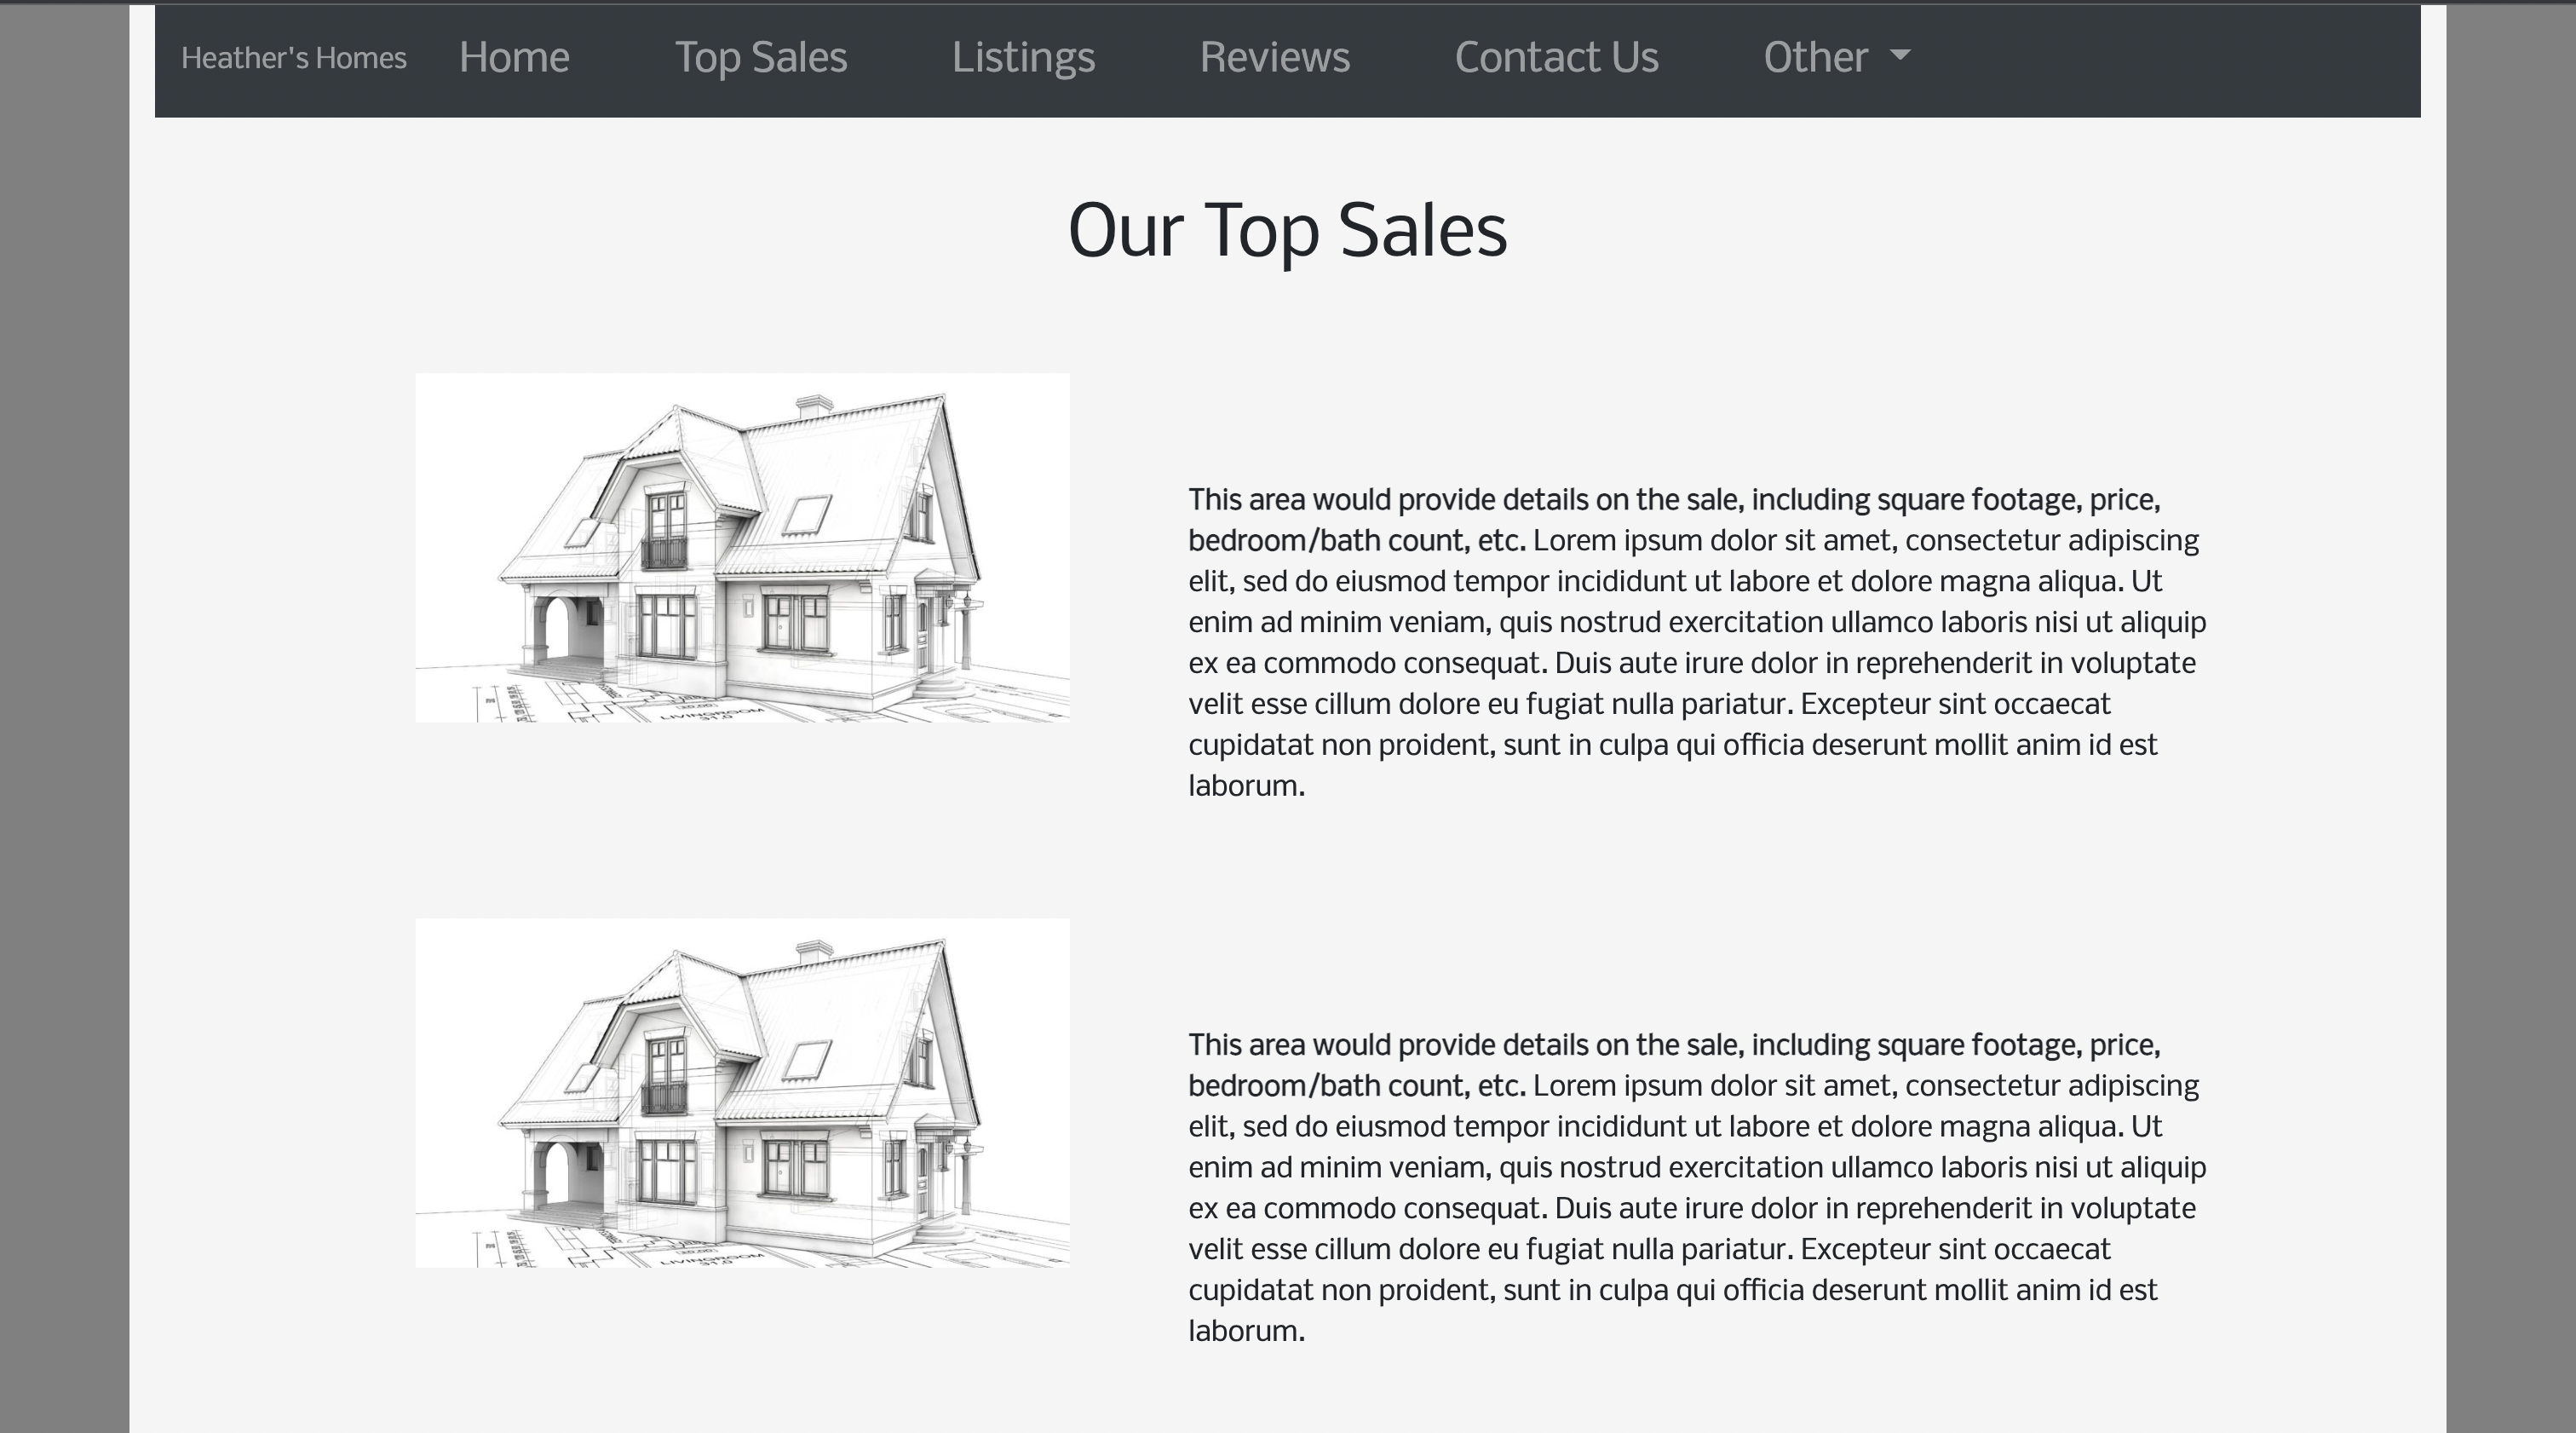 Heather's Homes Home Top Sales Listings Reviews Contact Us Other
Our Top Sales
LIVINGROOM
This area would provide details on the sale, including square footage, price,
bedroom/bath count, etc. Lorem ipsum dolor sit amet, consectetur adipiscing
elit, sed do eiusmod tempor incididunt ut labore et dolore magna aliqua. Ut
enim ad minim veniam, quis nostrud exercitation ullamco laboris nisi ut aliquip
ex ea commodo consequat. Duis aute irure dolor in reprehenderit in voluptate
velit esse cillum dolore eu fugiat nulla pariatur. Excepteur sint occaecat
cupidatat non proident, sunt in culpa qui officia deserunt mollit anim id est
laborum.
LIVINGROOM
This area would provide details on the sale, including square footage, price,
bedroom/bath count, etc. Lorem ipsum dolor sit amet, consectetur adipiscing
elit, sed do eiusmod tempor incididunt ut labore et dolore magna aliqua. Ut
enim ad minim veniam, quis nostrud exercitation ullamco laboris nisi ut aliquip
ex ea commodo consequat. Duis aute irure dolor in reprehenderit in voluptate
velit esse cillum dolore eu fugiat nulla pariatur. Excepteur sint occaecat
cupidatat non proident, sunt in culpa qui officia deserunt mollit anim id est
laborum.